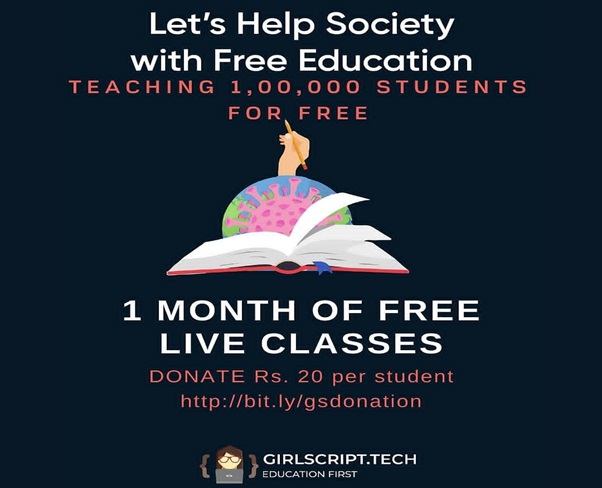 Let's Help Society
with Free Education
TEACHING 1,00,000 STUDENTS
FOR FREE
1 MONTH OF FREE
LIVE CLASSES
DONATE Rs. 20 per student
http://bit.ly/gsdonation
GIRLSCRIPT.TECH
EDUCATION FIRST